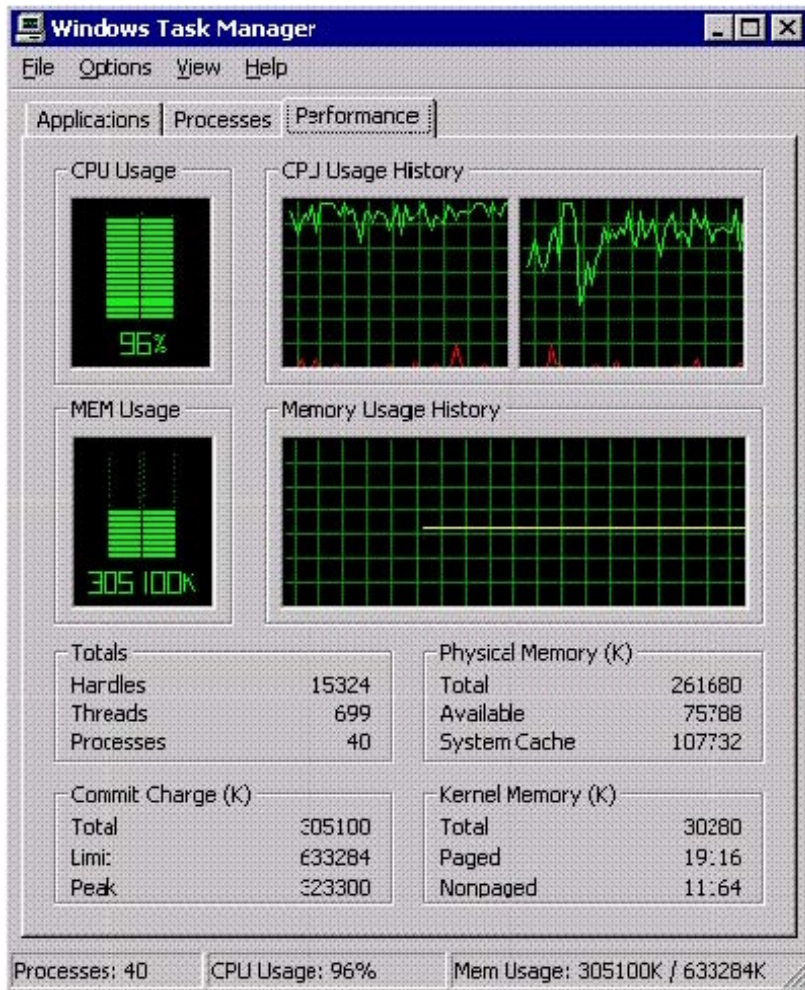 Windows Task Manager
File Options View Help
Applications Processes Performance
CPU Usage
CPU Usage History
96%
MEM Usage
Memory Usage History
305100K
Totals
Handles 15324
Threads 699
Processes 40
Physical Memory (K)
Total 261680
Available 75788
System Cache 107732
Commit Charge (K)
Total 305100
Limit 633284
Peak 323300
Kernel Memory (K)
Total 30280
Paged 19116
Nonpaged 11164
Processes: 40 CPU Usage: 96% Mem Usage: 305100K / 633284K